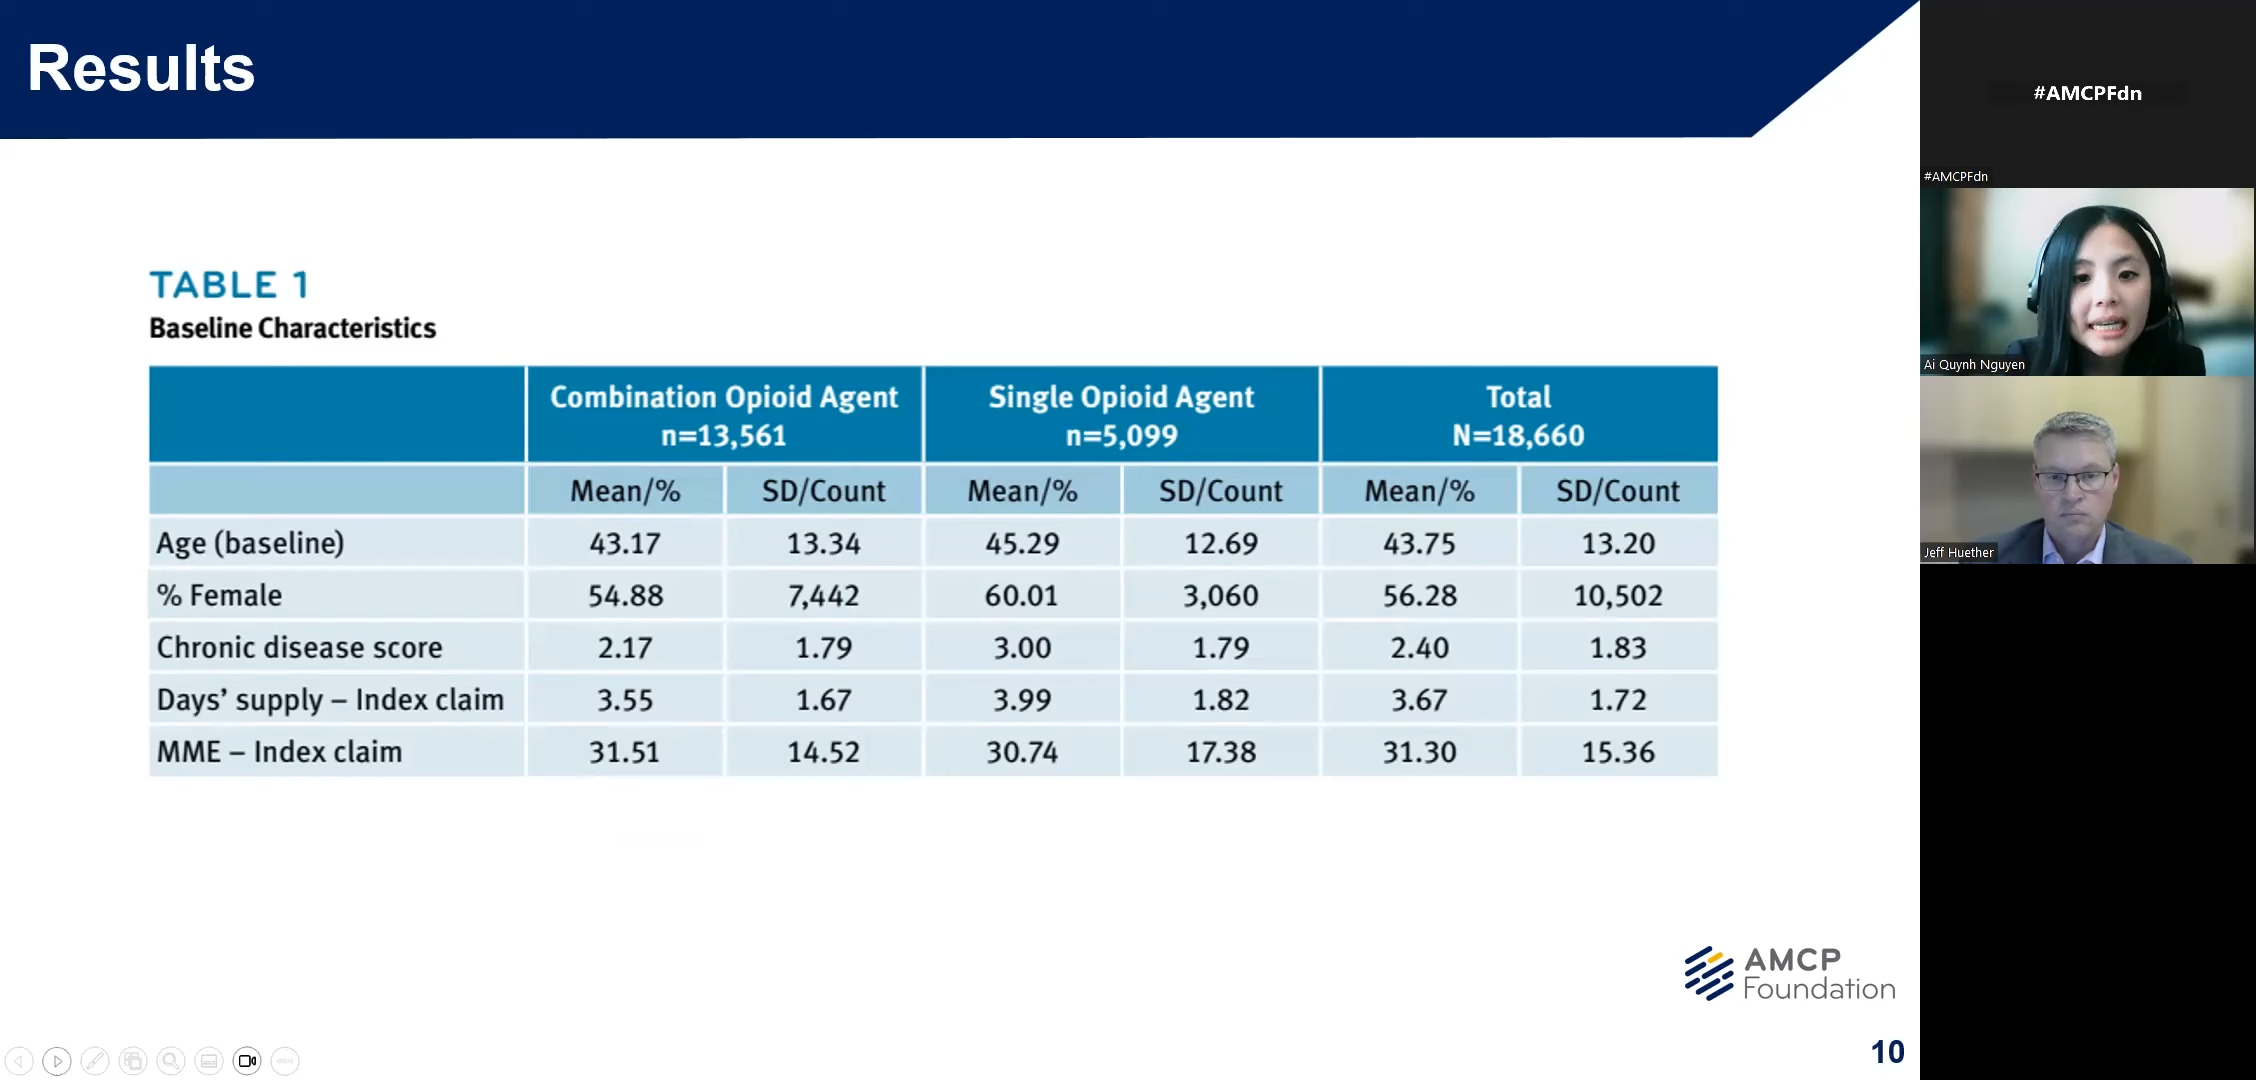 Results
TABLE 1
Baseline Characteristics
Combination Opioid Agent
n=13,561
Single Opioid Agent
n=5,099
Total
N=18,660
Mean/% SD/Count Mean/% SD/Count Mean/% SD/Count
Age (baseline) 43.17 13.34 45.29 12.69 43.75 13.20
% Female 54.88 7,442 60.01 3,060 56.28 10,502
Chronic disease score 2.17 1.79 3.00 1.79 2.40 1.83
Days’ supply – Index claim 3.55 1.67 3.99 1.82 3.67 1.72
MME – Index claim 31.51 14.52 30.74 17.38 31.30 15.36
AMCP
Foundation
10
#AMCPFdn
#AMCPFdn
Ai Quynh Nguyen
Jeff Huether